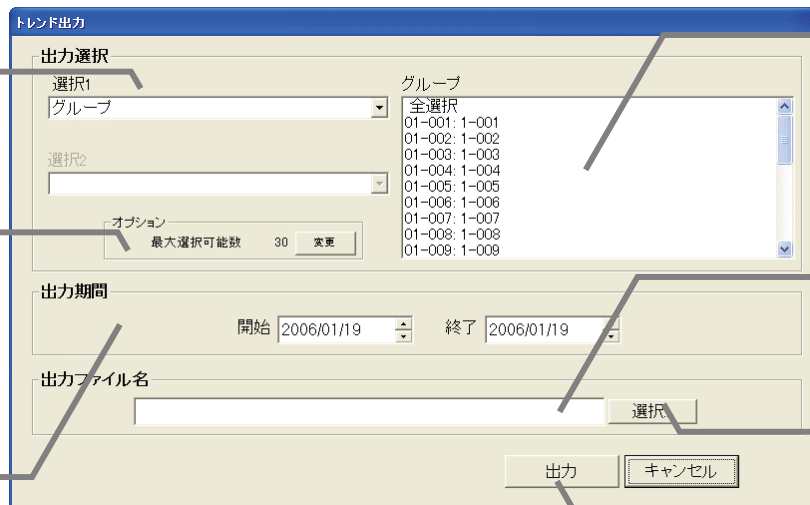 トレンド出力
出力選択
選択1
グループ
選択2
オプション
最大選択可能数 30 変更
グループ
全選択
01-001: 1-001
01-002: 1-002
01-003: 1-003
01-004: 1-004
01-005: 1-005
01-006: 1-006
01-007: 1-007
01-008: 1-008
01-009: 1-009
出力期間
開始 2006/01/19 終了 2006/01/19
出力ファイル名
選択
出力 キャンセル